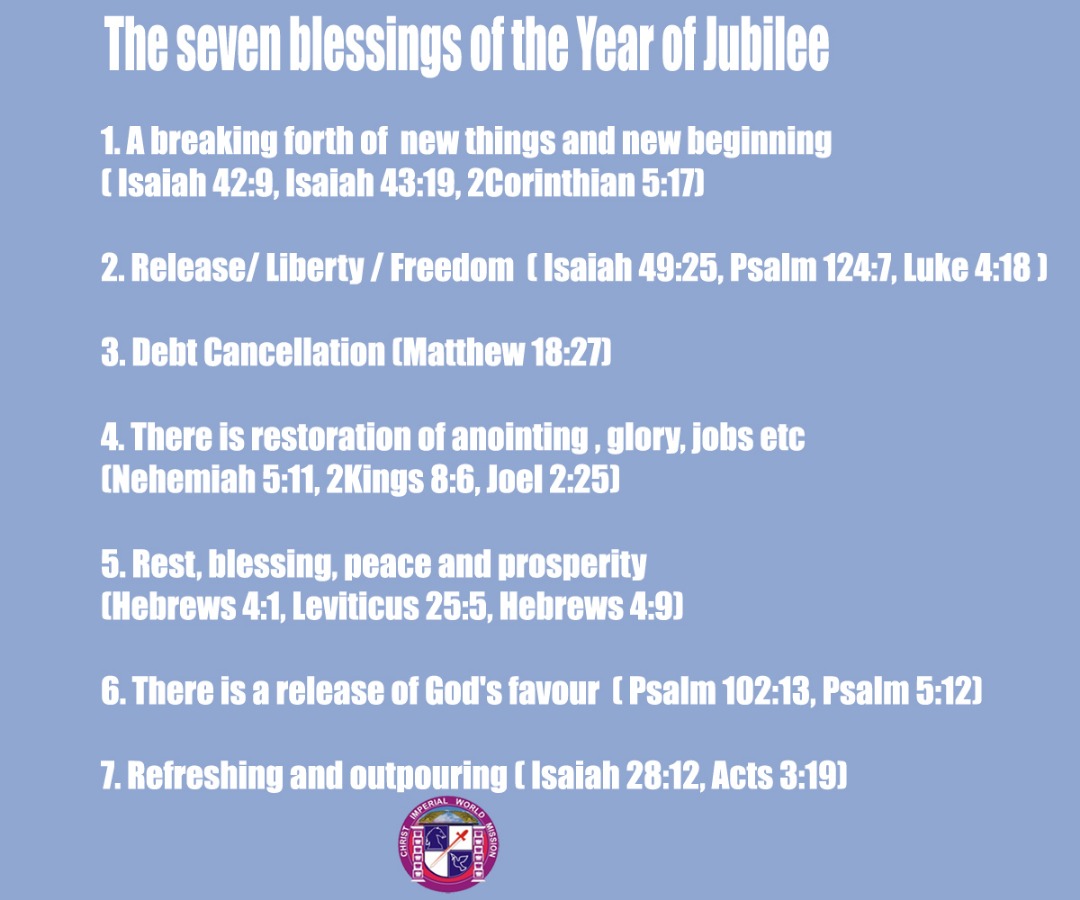 The seven blessings of the Year of Jubilee
1. A breaking forth of new things and new beginning
( Isaiah 42:9, Isaiah 43:19, 2Corinthian 5:17)
2. Release/ Liberty / Freedom ( Isaiah 49:25, Psalm 124:7, Luke 4:18 )
3. Debt Cancellation (Matthew 18:27)
4. There is restoration of anointing , glory, jobs etc
(Nehemiah 5:11, 2Kings 8:6, Joel 2:25)
5. Rest, blessing, peace and prosperity
(Hebrews 4:1, Leviticus 25:5, Hebrews 4:9)
6. There is a release of God's favour ( Psalm 102:13, Psalm 5:12)
7. Refreshing and outpouring ( Isaiah 28:12, Acts 3:19)
CHRIST IMPERIAL WORLD MISSION